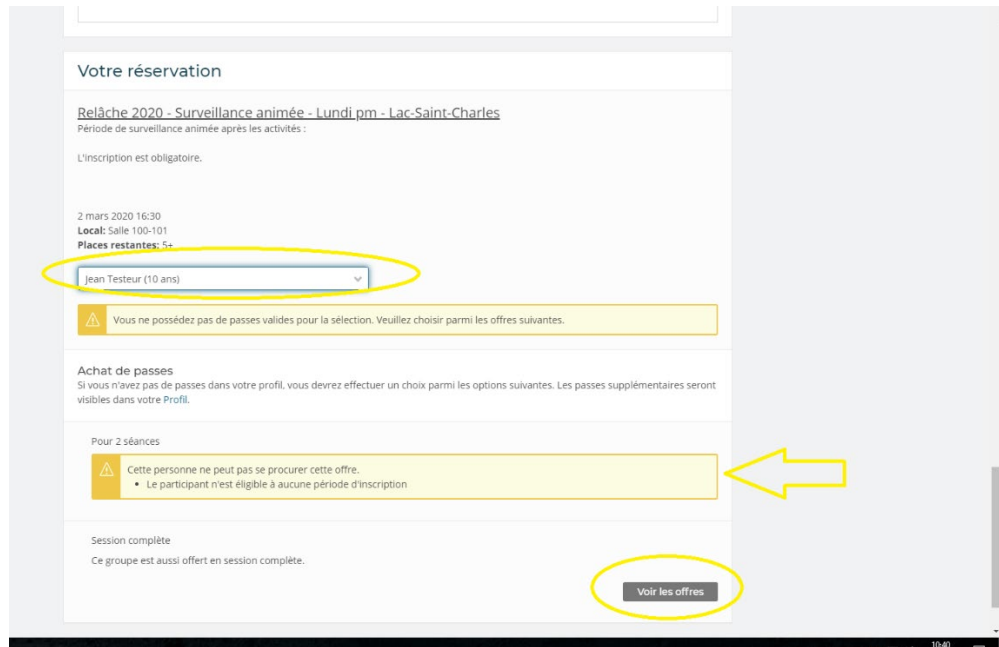 Votre réservation
Relâche 2020 - Surveillance animée - Lundi pm - Lac-Saint-Charles
Période de surveillance animée après les activités :
L'inscription est obligatoire.
2 mars 2020 16:30
Local: Salle 100-101
Places restantes: 5+
Jean Testeur (10 ans)
Vous ne possédez pas de passes valides pour la sélection. Veuillez choisir parmi les offres suivantes.
Achat de passes
Si vous n'avez pas de passes dans votre profil, vous devrez effectuer un choix parmi les options suivantes. Les passes supplémentaires seront
visibles dans votre Profil.
Pour 2 séances
Cette personne ne peut pas se procurer cette offre.
• Le participant n'est éligible à aucune période d'inscription
Session complète
Ce groupe est aussi offert en session complète.
Voir les offres
10:40